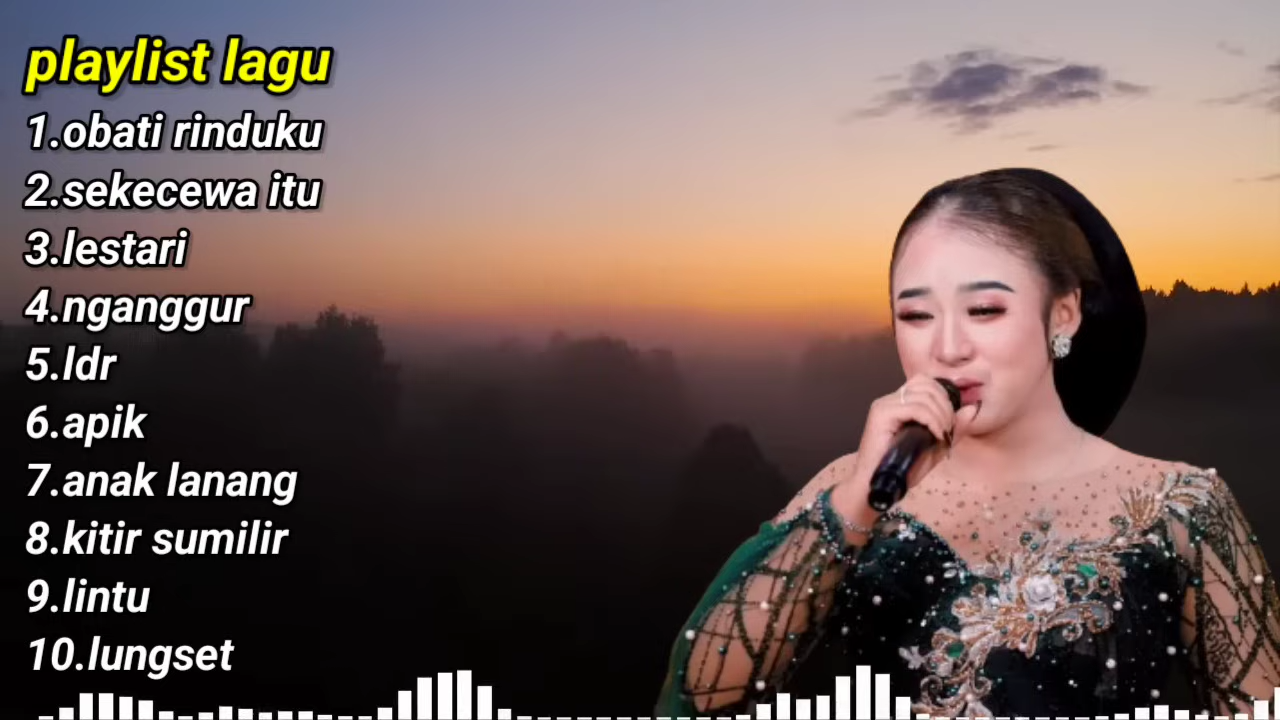 playlist lagu
1.obati rinduku
2.sekecewa itu
3.lestari
4.nganggur
5.ldr
6.apik
7.anak lanang
8.kitir sumilir
9.lintu
10.lungset